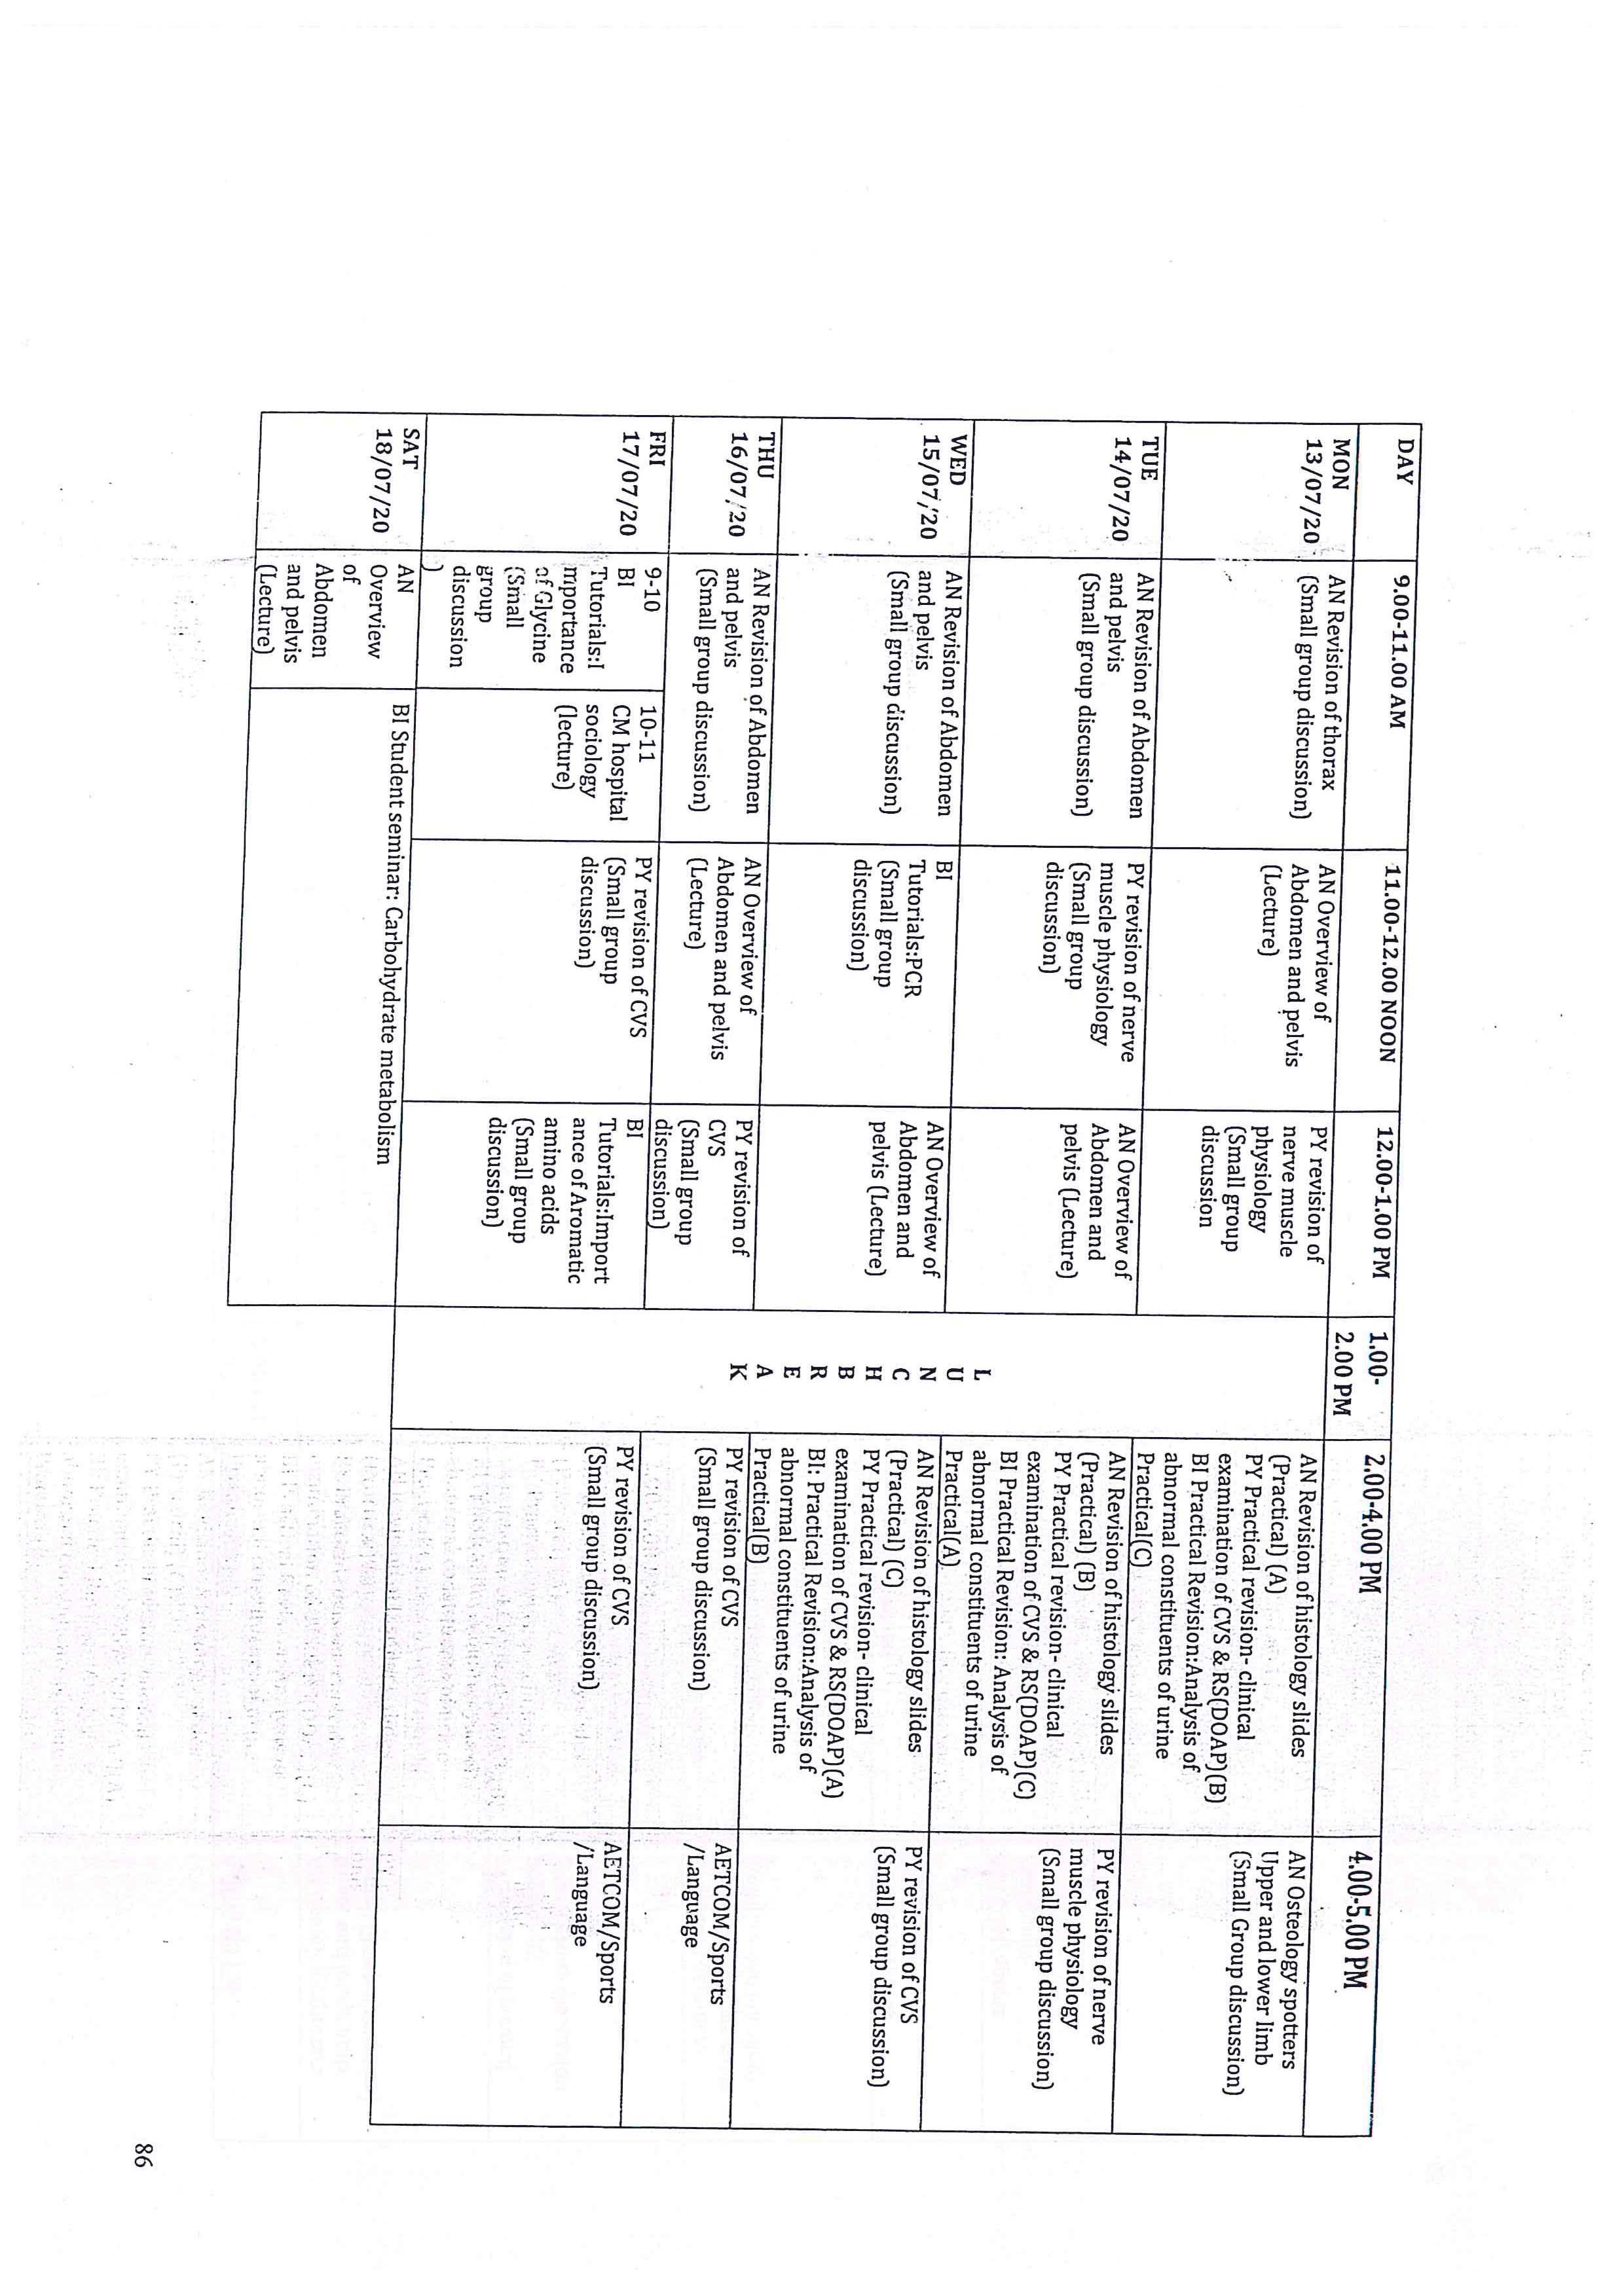 DAY
9.00-11.00 AM
11.00-12.00 NOON
12.00-1.00 PM
1.00-
2.00 PM
2.00-4.00 PM
4.00-5.00 PM
MON
13/07/20
AN Revision of thorax
(Small group discussion)
AN Overview of
Abdomen and pelvis
(Lecture)
PY revision of
nerve muscle
physiology
(Small group
discussion
L
U
N
C
H
B
R
E
A
K
AN Revision of histology slides
(Practical) (A)
PY Practical revision- clinical
examination of CVS & RS(DOAP)(B)
BI Practical Revision:Analysis of
abnormal constituents of urine
Practical(C)
AN Osteology spotters
Upper and lower limb
(Small Group discussion)
TUE
14/07/20
AN Revision of Abdomen
and pelvis
(Small group discussion)
PY revision of nerve
muscle physiology
(Small group
discussion)
AN Overview of
Abdomen and
pelvis (Lecture)
AN Revision of histology slides
(Practical) (B)
PY Practical revision- clinical
examination of CVS & RS(DOAP)(C)
BI Practical Revision: Analysis of
abnormal constituents of urine
Practical(A)
PY revision of nerve
muscle physiology
(Small group discussion)
WED
15/07/20
AN Revision of Abdomen
and pelvis
(Small group discussion)
BI
Tutorials:PCR
(Small group
discussion)
AN Overview of
Abdomen and
pelvis (Lecture)
AN Revision of histology slides
(Practical) (C)
PY Practical revision- clinical
examination of CVS & RS(DOAP)(A)
BI: Practical Revision:Analysis of
abnormal constituents of urine
Practical(B)
PY revision of CVS
(Small group discussion)
THU
16/07/20
AN Revision of Abdomen
and pelvis
(Small group discussion)
AN Overview of
Abdomen and pelvis
(Lecture)
PY revision of
CVS
(Small group
discussion)
PY revision of CVS
(Small group discussion)
AETCOM/Sports
/Language
FRI
17/07/20
9-10
BI
Tutorials:I
mportance
of Glycine
(Small
group
discussion
)
10-11
CM hospital
sociology
(lecture)
PY revision of CVS
(Small group
discussion)
BI
Tutorials:Import
ance of Aromatic
amino acids
(Small group
discussion)
PY revision of CVS
(Small group discussion)
AETCOM/Sports
/Language
SAT
18/07/20
AN
Overview
of
Abdomen
and pelvis
(Lecture)
BI Student seminar: Carbohydrate metabolism
86